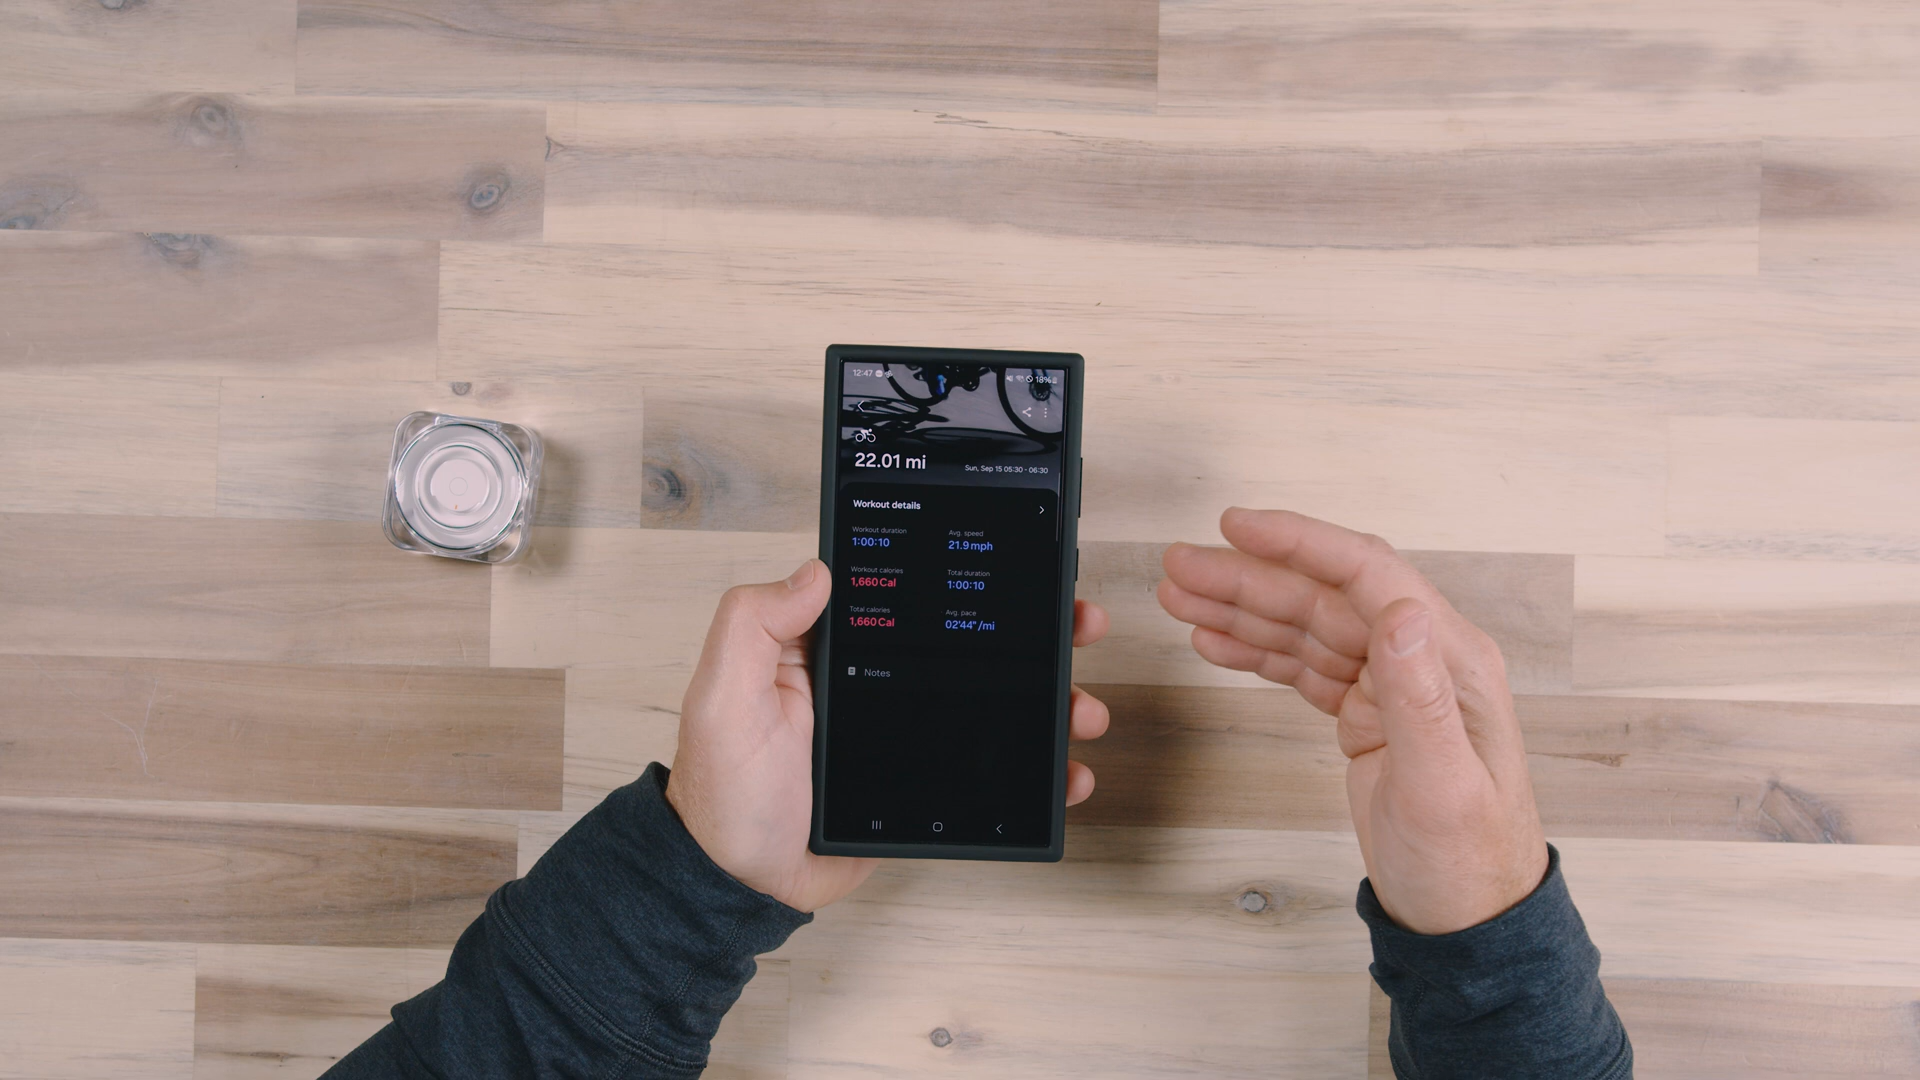 12:47
18%
22.01 mi
Sun, Sep 15 05:30 - 06:30
Workout details
Workout duration
1:00:10
Avg. speed
21.9 mph
Workout calories
1,660 Cal
Total duration
1:00:10
Total calories
1,660 Cal
Avg. pace
02'44" /mi
Notes